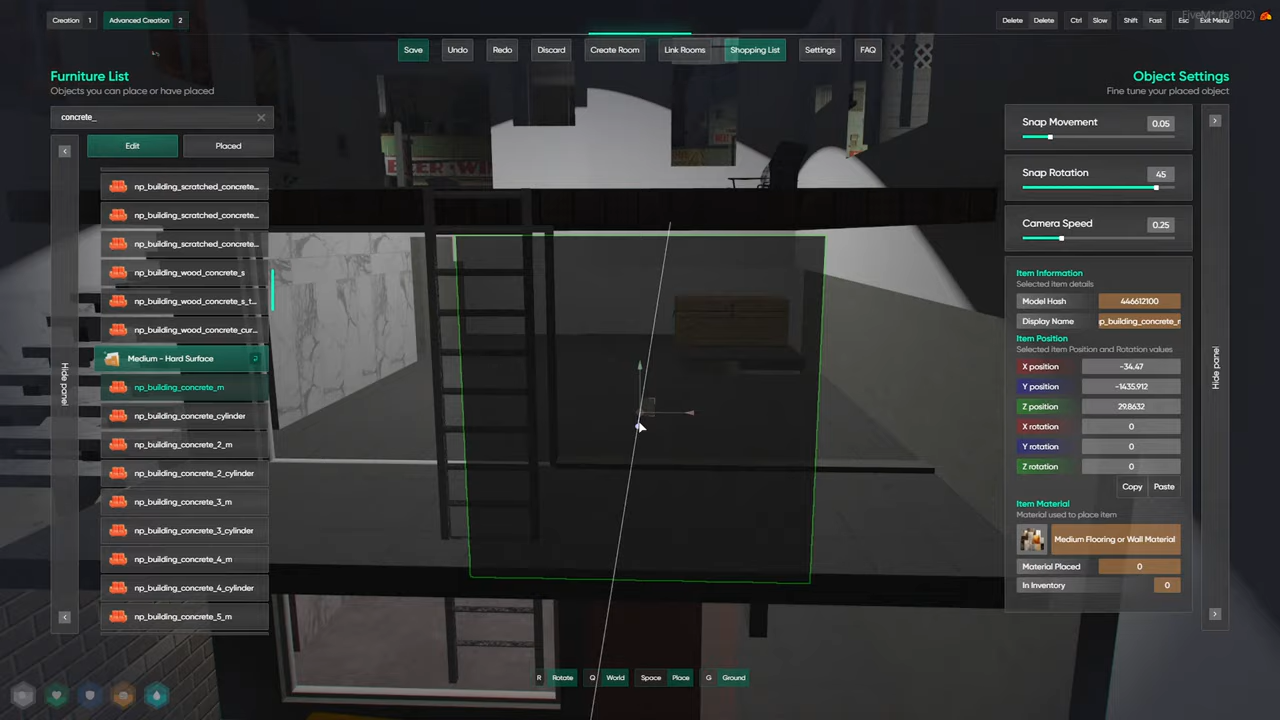 Creation 1 Advanced Creation 2
FiveM® (b2802)
Delete Delete Ctrl Slow Shift Fast Esc Exit Menu
Save Undo Redo Discard Create Room Link Rooms Shopping List Settings FAQ
Furniture List
Objects you can place or have placed
concrete_
Edit Placed
np_building_scratched_concrete...
np_building_scratched_concrete...
np_building_scratched_concrete...
np_building_wood_concrete_s
np_building_wood_concrete_s_t...
np_building_wood_concrete_cur...
Medium - Hard Surface 2
np_building_concrete_m
np_building_concrete_cylinder
np_building_concrete_2_m
np_building_concrete_2_cylinder
np_building_concrete_3_m
np_building_concrete_3_cylinder
np_building_concrete_4_m
np_building_concrete_4_cylinder
np_building_concrete_5_m
Hide panel
Object Settings
Fine tune your placed object
Snap Movement 0.05
Snap Rotation 45
Camera Speed 0.25
Item Information
Selected item details
Model Hash 446612100
Display Name p_building_concrete_r
Item Position
Selected Item Position and Rotation values
X position -34.47
Y position -1435.912
Z position 29.8632
X rotation 0
Y rotation 0
Z rotation 0
Copy Paste
Item Material
Material used to place item
Medium Flooring or Wall Material
Material Placed 0
In Inventory 0
Hide panel
R Rotate Q World Space Place G Ground